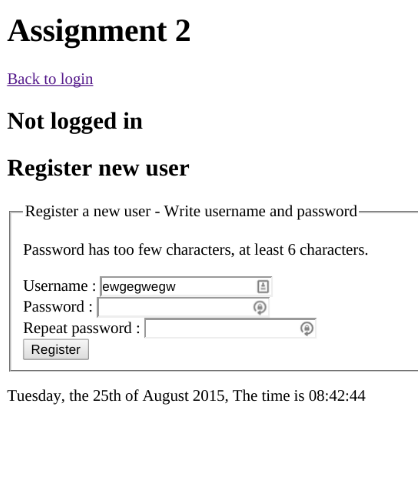 Assignment 2
Back to login
Not logged in
Register new user
Register a new user - Write username and password
Password has too few characters, at least 6 characters.
Username : ewgegwegw
Password :
Repeat password :
Register
Tuesday, the 25th of August 2015, The time is 08:42:44